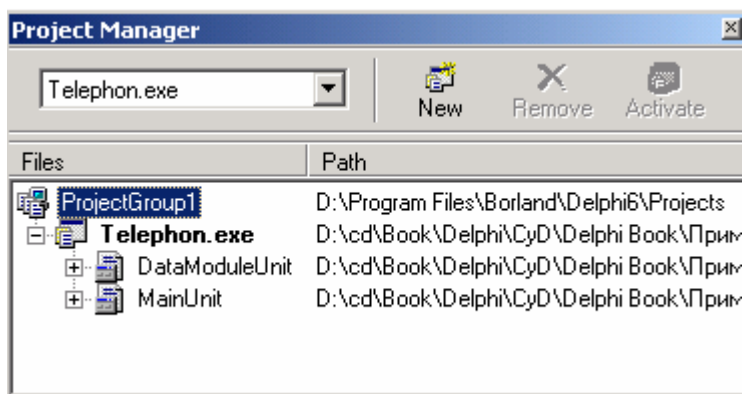 Project Manager
Telephon.exe
New Remove Activate
Files Path
ProjectGroup1 D:\Program Files\Borland\Delphi6\Projects
Telephon.exe D:\cd\Book\Delphi\CyD\Delphi Book\Прим
DataModuleUnit D:\cd\Book\Delphi\CyD\Delphi Book\Прим
MainUnit D:\cd\Book\Delphi\CyD\Delphi Book\Прим